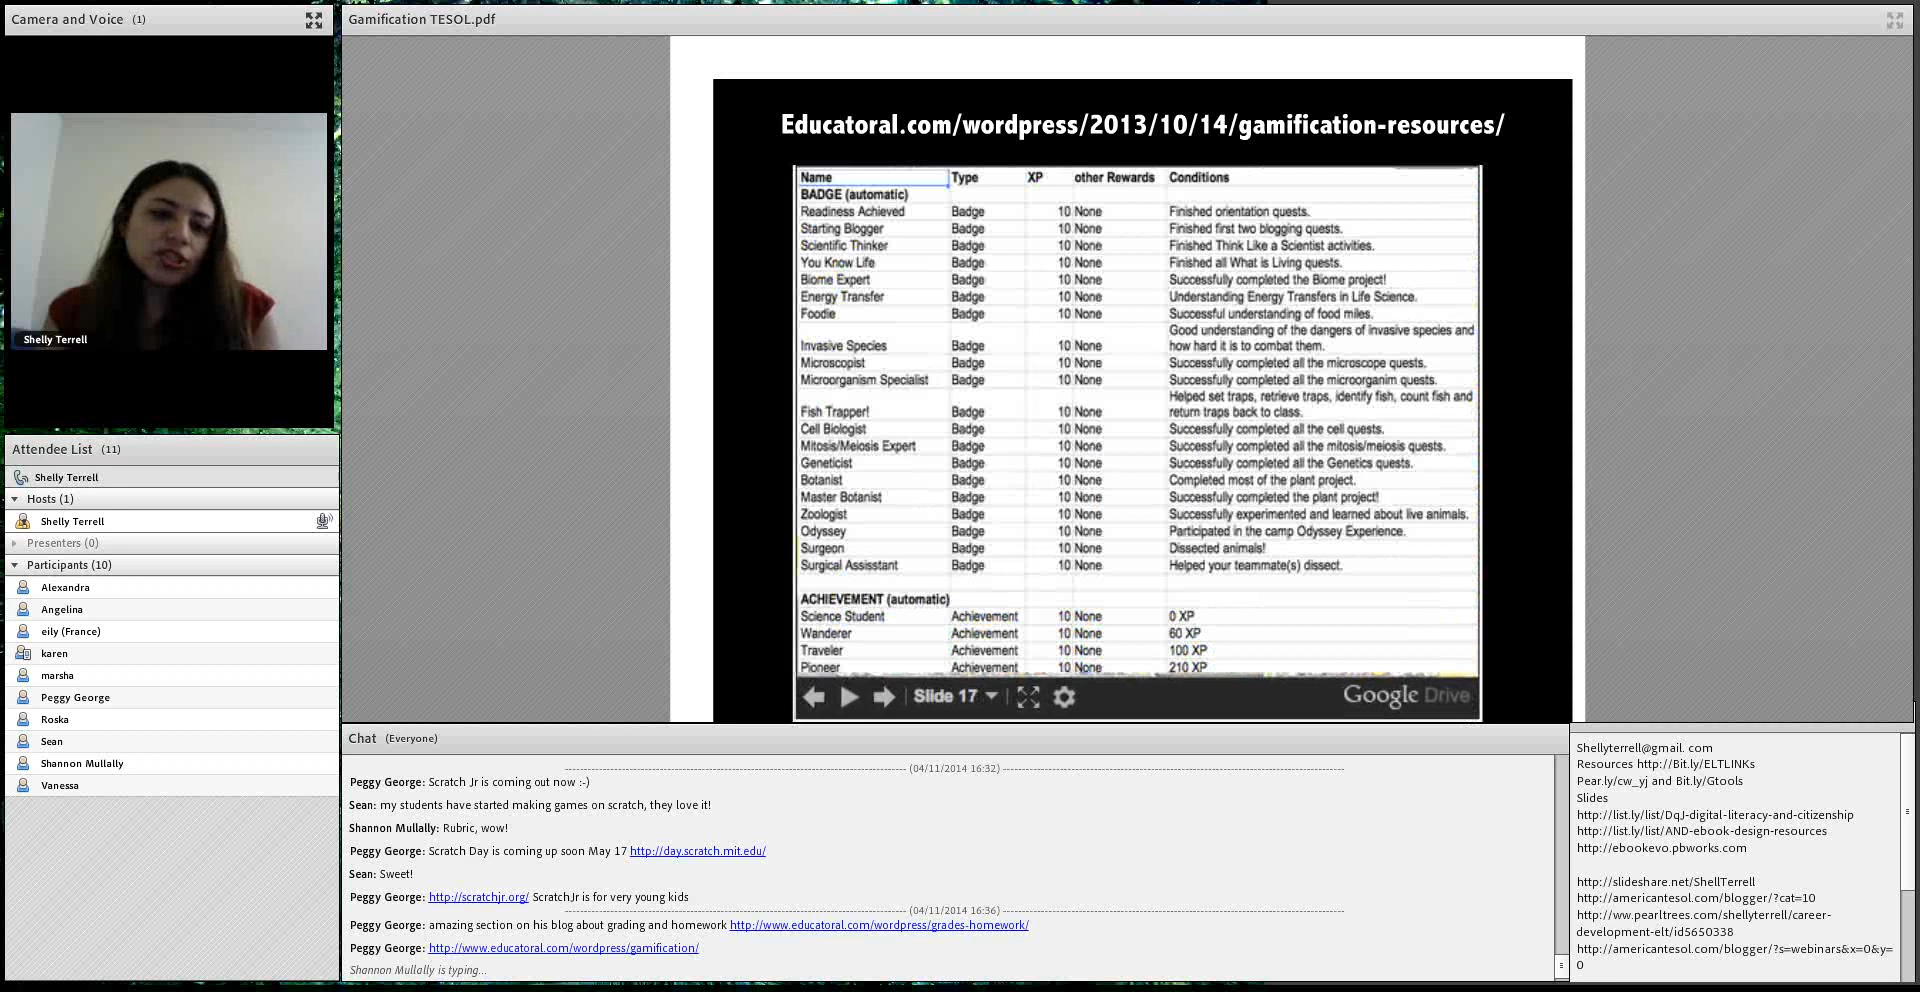 Camera and Voice (1)
Shelly Terrell
Attendee List (11)
Shelly Terrell
Hosts (1)
Shelly Terrell
Presenters (0)
Participants (10)
Alexandra
Angelina
eily (France)
karen
marsha
Peggy George
Roska
Sean
Shannon Mullally
Vanessa
Gamification TESOL.pdf
Educatoral.com/wordpress/2013/10/14/gamification-resources/
Name Type XP other Rewards Conditions
BADGE (automatic)
Readiness Achieved Badge 10 None Finished orientation quests.
Starting Blogger Badge 10 None Finished first two blogging quests.
Scientific Thinker Badge 10 None Finished Think Like a Scientist activities.
You Know Life Badge 10 None Finished all What is Living quests.
Biome Expert Badge 10 None Successfully completed the Biome project!
Energy Transfer Badge 10 None Understanding Energy Transfers in Life Science.
Foodie Badge 10 None Successful understanding of food miles.
Good understanding of the dangers of invasive species and
Invasive Species Badge 10 None how hard it is to combat them.
Microscopist Badge 10 None Successfully completed all the microscope quests.
Microorganism Specialist Badge 10 None Successfully completed all the microorganim quests.
Helped set traps, retrieve traps, identify fish, count fish and
Fish Trapper! Badge 10 None return traps back to class.
Cell Biologist Badge 10 None Successfully completed all the cell quests.
Mitosis/Meiosis Expert Badge 10 None Successfully completed all the mitosis/meiosis quests.
Geneticist Badge 10 None Successfully completed all the Genetics quests.
Botanist Badge 10 None Completed most of the plant project.
Master Botanist Badge 10 None Successfully completed the plant project!
Zoologist Badge 10 None Successfully experimented and learned about live animals.
Odyssey Badge 10 None Participated in the camp Odyssey Experience.
Surgeon Badge 10 None Dissected animals!
Surgical Assisstant Badge 10 None Helped your teammate(s) dissect.
ACHIEVEMENT (automatic)
Science Student Achievement 10 None 0 XP
Wanderer Achievement 10 None 60 XP
Traveler Achievement 10 None 100 XP
Pioneer Achievement 10 None 210 XP
Slide 17
Google Drive
Chat (Everyone)
(04/11/2014 16:32)
Peggy George: Scratch Jr is coming out now :-)
Sean: my students have started making games on scratch, they love it!
Shannon Mullally: Rubric, wow!
Peggy George: Scratch Day is coming up soon May 17 http://day.scratch.mit.edu/
Sean: Sweet!
Peggy George: http://scratchjr.org/ ScratchJr is for very young kids
(04/11/2014 16:36)
Peggy George: amazing section on his blog about grading and homework http://www.educatoral.com/wordpress/grades-homework/
Peggy George: http://www.educatoral.com/wordpress/gamification/
Shannon Mullally is typing...
Shellyterrell@gmail. com
Resources http://Bit.ly/ELTLINKs
Pear.ly/cw_yj and Bit.ly/Gtools
Slides
http://list.ly/list/DqJ-digital-literacy-and-citizenship
http://list.ly/list/AND-ebook-design-resources
http://ebookevo.pbworks.com
http://slideshare.net/ShellTerrell
http://americantesol.com/blogger/?cat=10
http://ww.pearltrees.com/shellyterrell/career-
development-elt/id5650338
http://americantesol.com/blogger/?s=webinars&x=0&y=
0